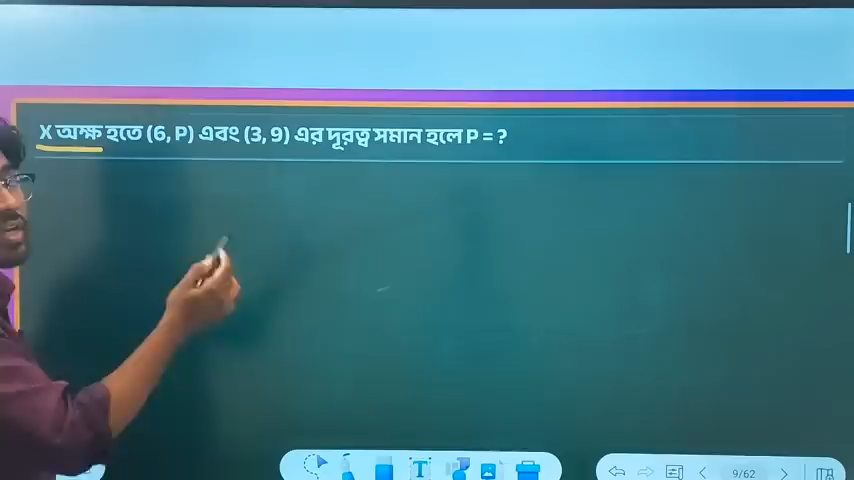 X অক্ষ হতে (6, P) এবং (3, 9) এর দূরত্ব সমান হলে P = ?
T
9/62